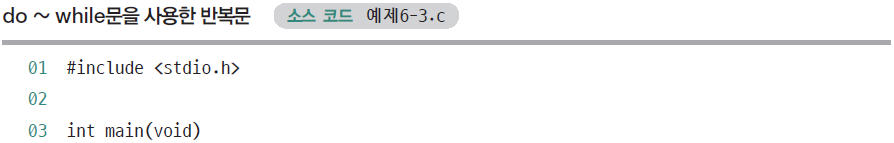 do ~ while문을 사용한 반복문 소스 코드 예제6-3.c
01 #include <stdio.h>
02
03 int main(void)